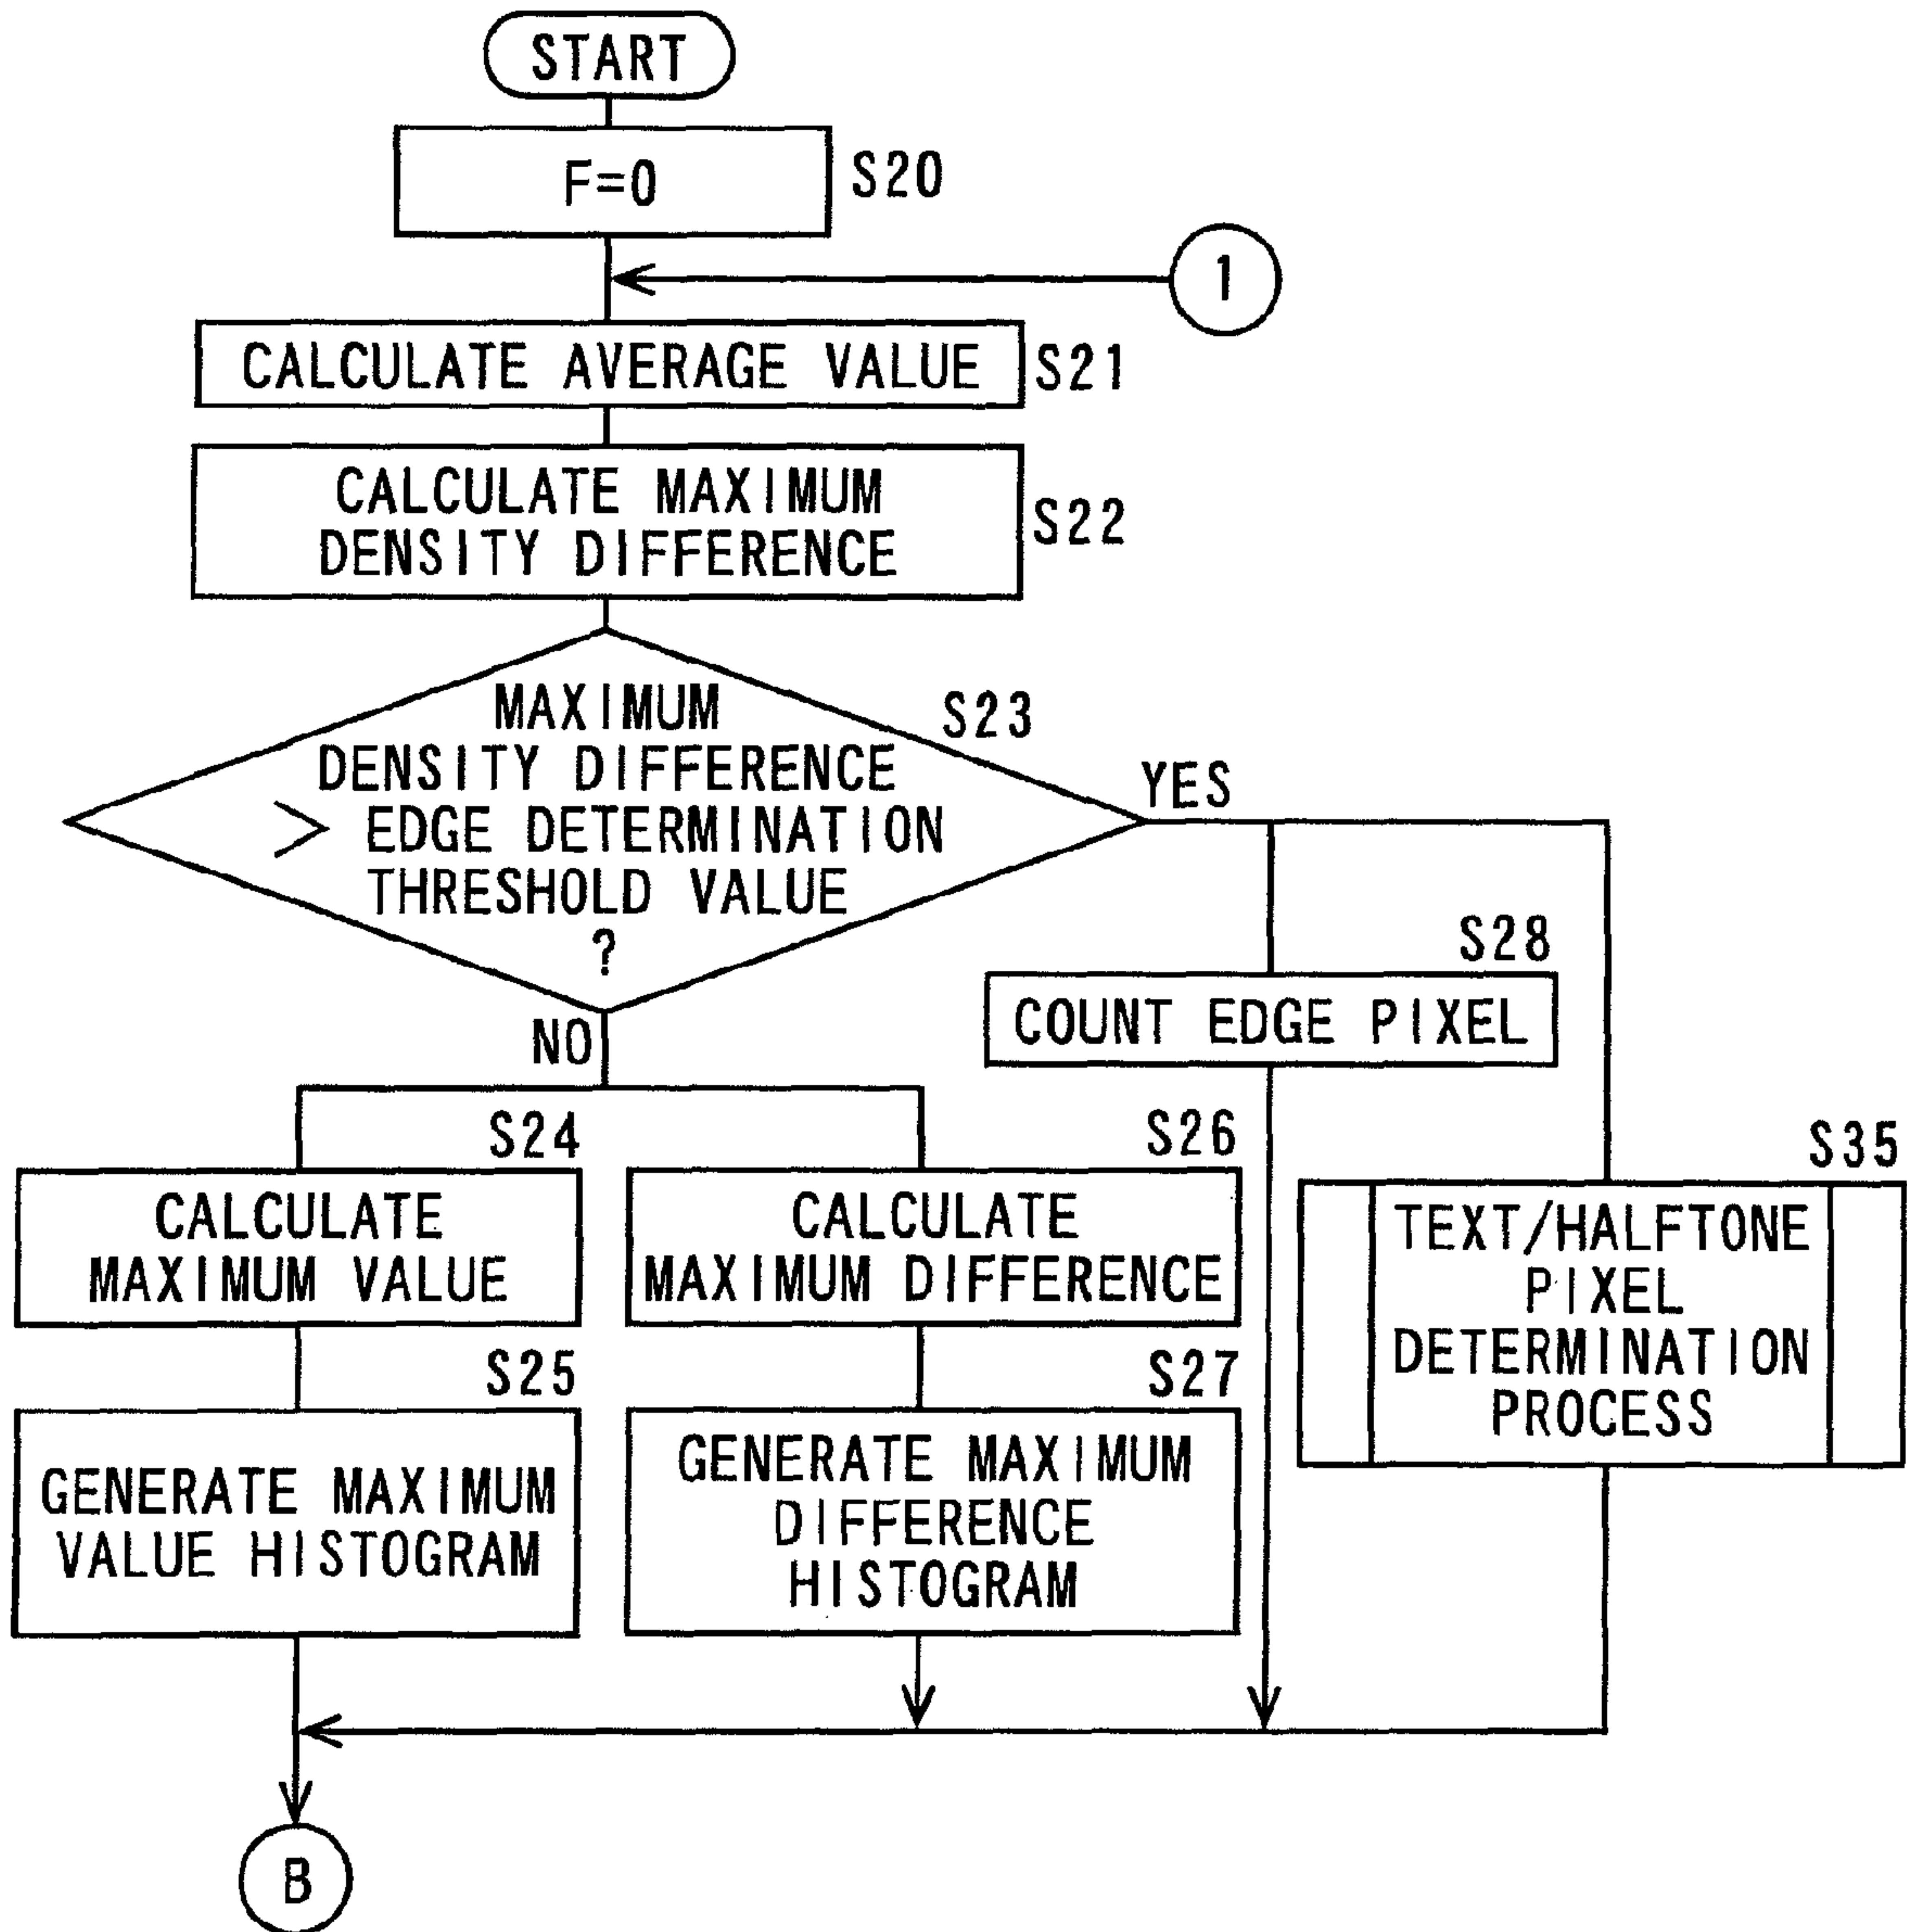 START
F=0
S20
1
CALCULATE AVERAGE VALUE
S21
CALCULATE MAXIMUM
DENSITY DIFFERENCE
S22
MAXIMUM
DENSITY DIFFERENCE
> EDGE DETERMINATION
THRESHOLD VALUE
?
S23
YES
NO
S28
COUNT EDGE PIXEL
S24
CALCULATE
MAXIMUM VALUE
S26
CALCULATE
MAXIMUM DIFFERENCE
S35
TEXT/HALFTONE
PIXEL
DETERMINATION
PROCESS
S25
GENERATE MAXIMUM
VALUE HISTOGRAM
S27
GENERATE MAXIMUM
DIFFERENCE
HISTOGRAM
B